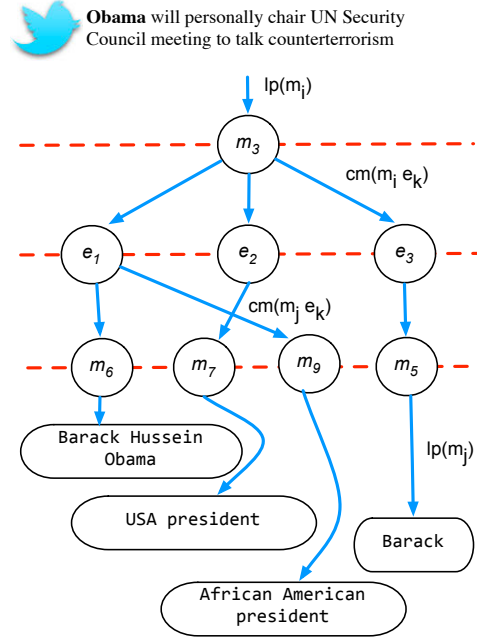 Obama will personally chair UN Security
Council meeting to talk counterterrorism
lp(mi)
m3
cm(mi ek)
e1
e2
e3
cm(mj ek)
m6
m7
m9
m5
Barack Hussein
Obama
lp(mj)
USA president
Barack
African American
president